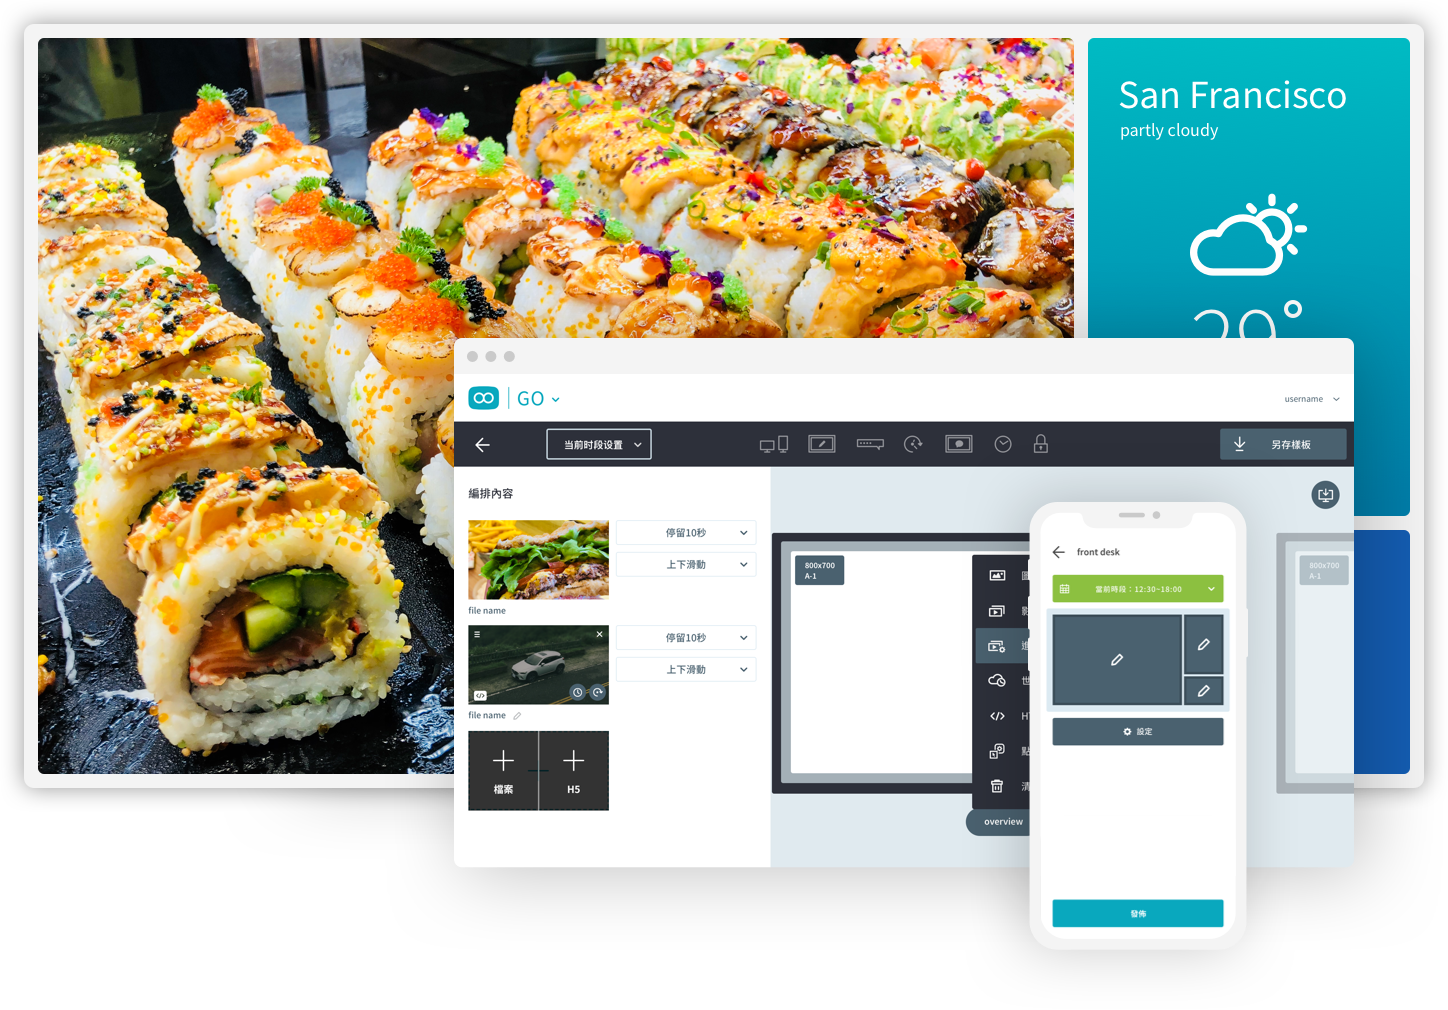 San Francisco
partly cloudy
GO
username
当前时段设置
另存樣板
編排內容
停留10秒
上下滑動
file name
停留10秒
上下滑動
file name
檔案
H5
800x700
A-1
overview
800x700
A-1
front desk
當前時段：12:30~18:00
設定
發佈